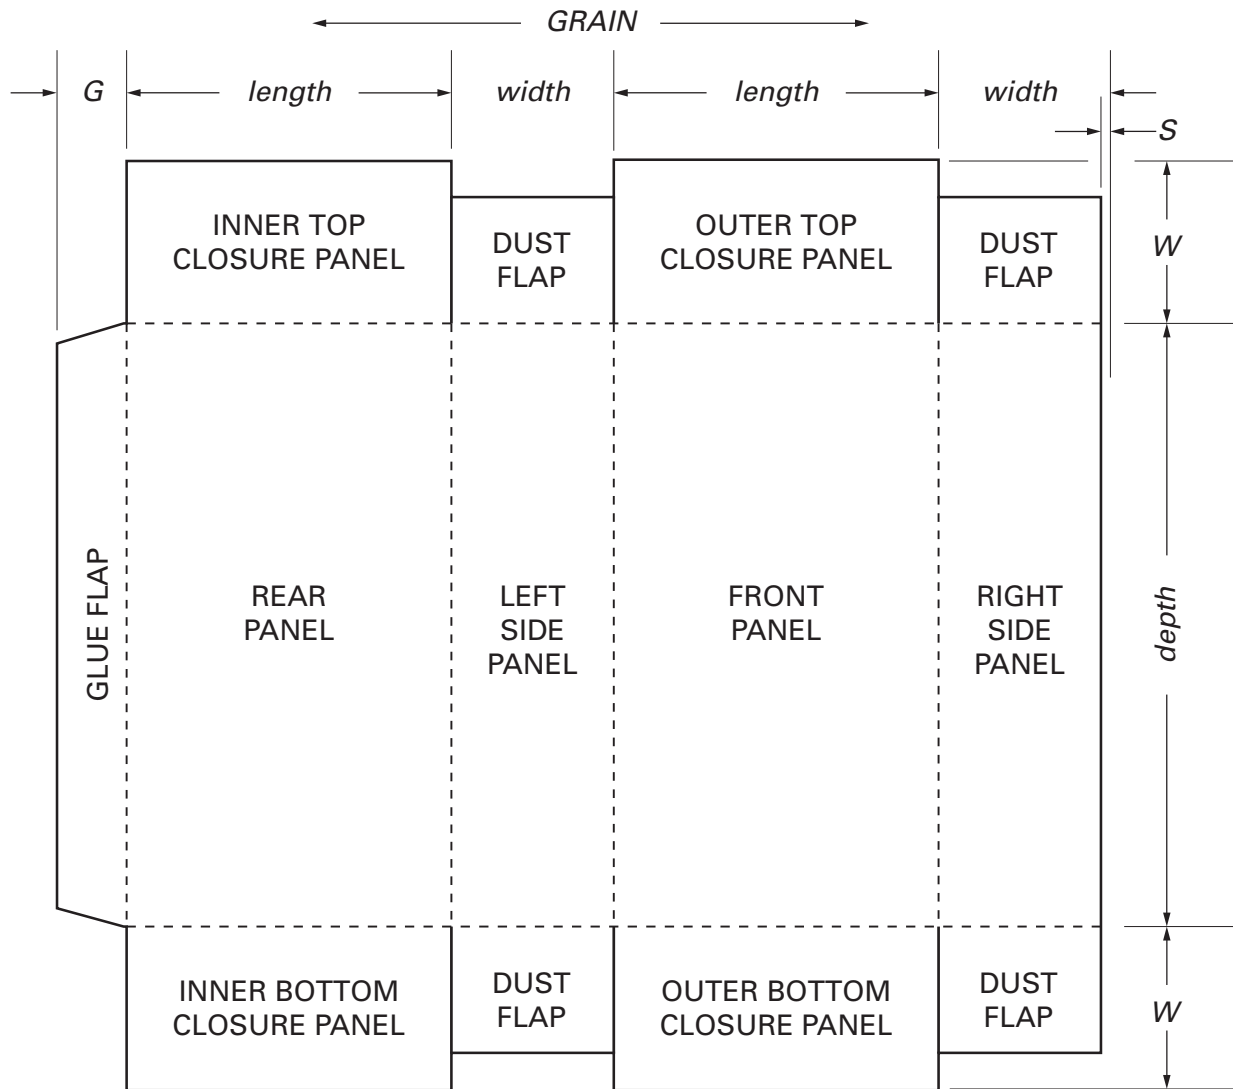 GRAIN
G
length
width
length
width
S
INNER TOP
CLOSURE PANEL
DUST
FLAP
OUTER TOP
CLOSURE PANEL
DUST
FLAP
W
GLUE FLAP
REAR
PANEL
LEFT
SIDE
PANEL
FRONT
PANEL
RIGHT
SIDE
PANEL
depth
INNER BOTTOM
CLOSURE PANEL
DUST
FLAP
OUTER BOTTOM
CLOSURE PANEL
DUST
FLAP
W